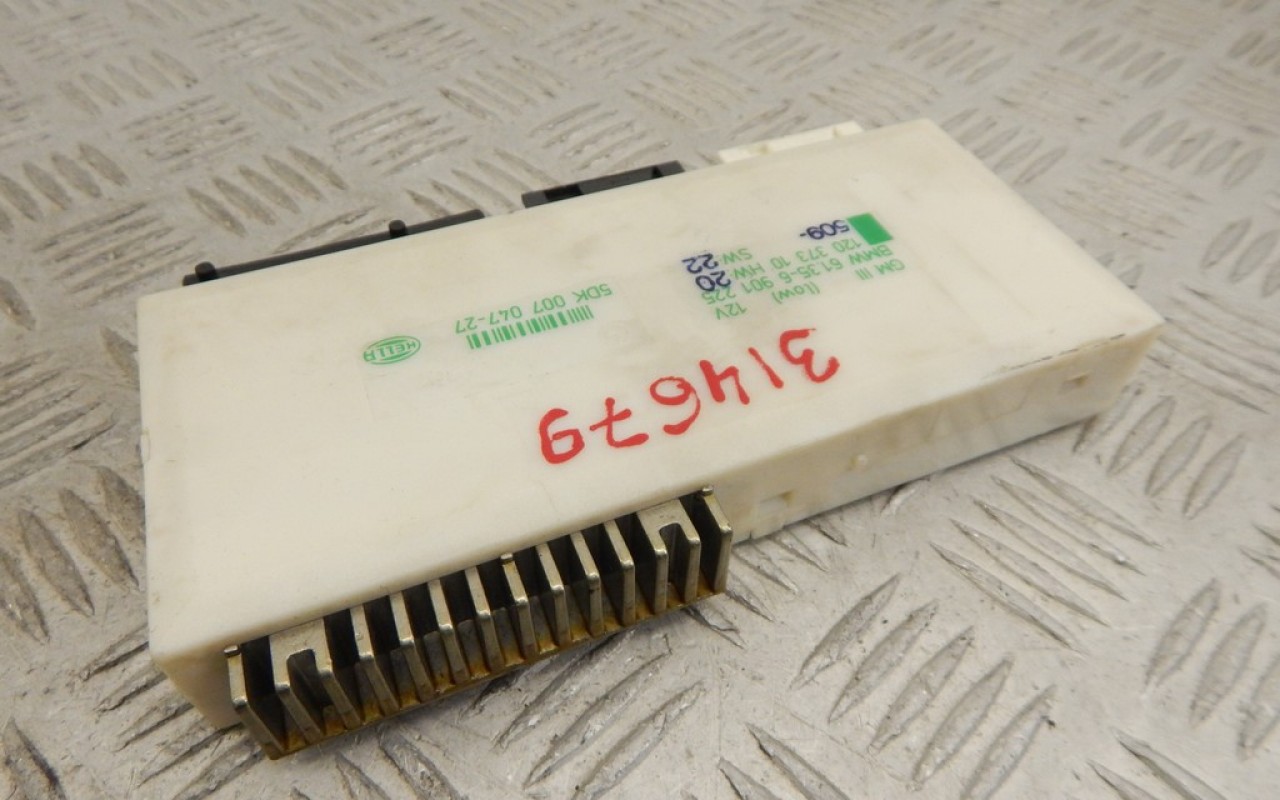 GM III (low) 12V
BMW 61.35-6 901 225
120 373 10 HW: 20
509- SW: 22
5DK 007 047-27
HELLA
314679